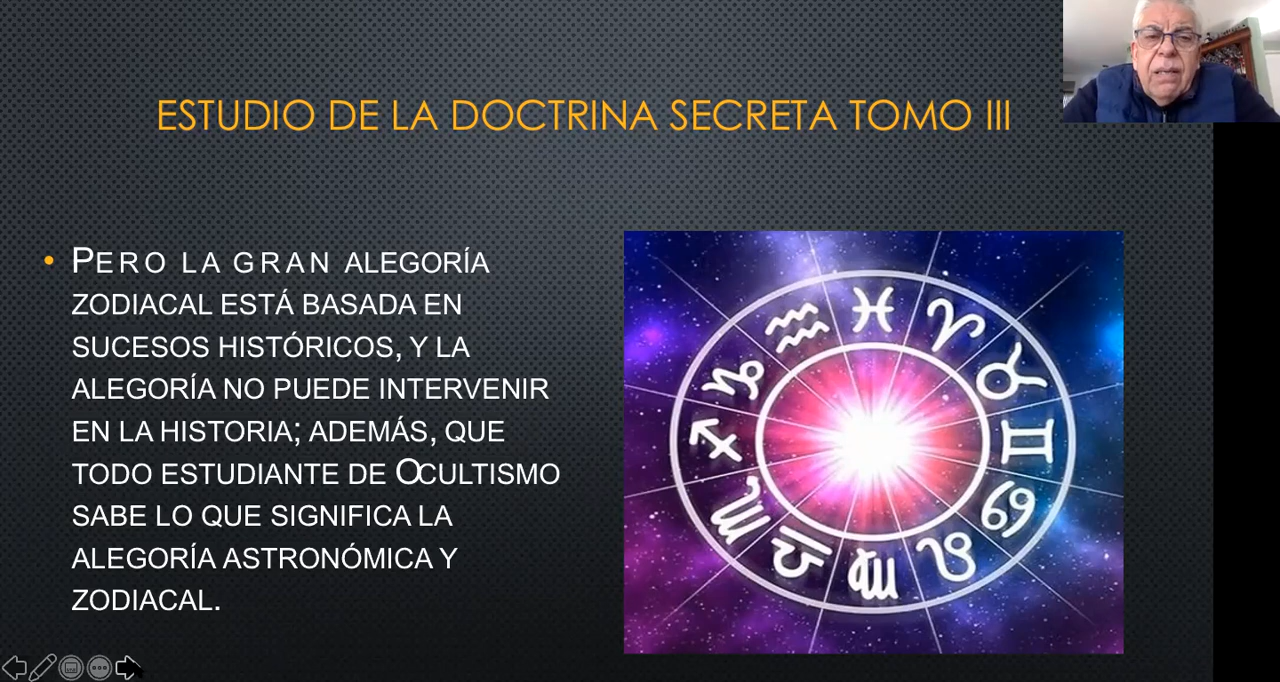 ESTUDIO DE LA DOCTRINA SECRETA TOMO III
• PERO LA GRAN ALEGORÍA
ZODIACAL ESTÁ BASADA EN
SUCESOS HISTÓRICOS, Y LA
ALEGORÍA NO PUEDE INTERVENIR
EN LA HISTORIA; ADEMÁS, QUE
TODO ESTUDIANTE DE OCULTISMO
SABE LO QUE SIGNIFICA LA
ALEGORÍA ASTRONÓMICA Y
ZODIACAL.